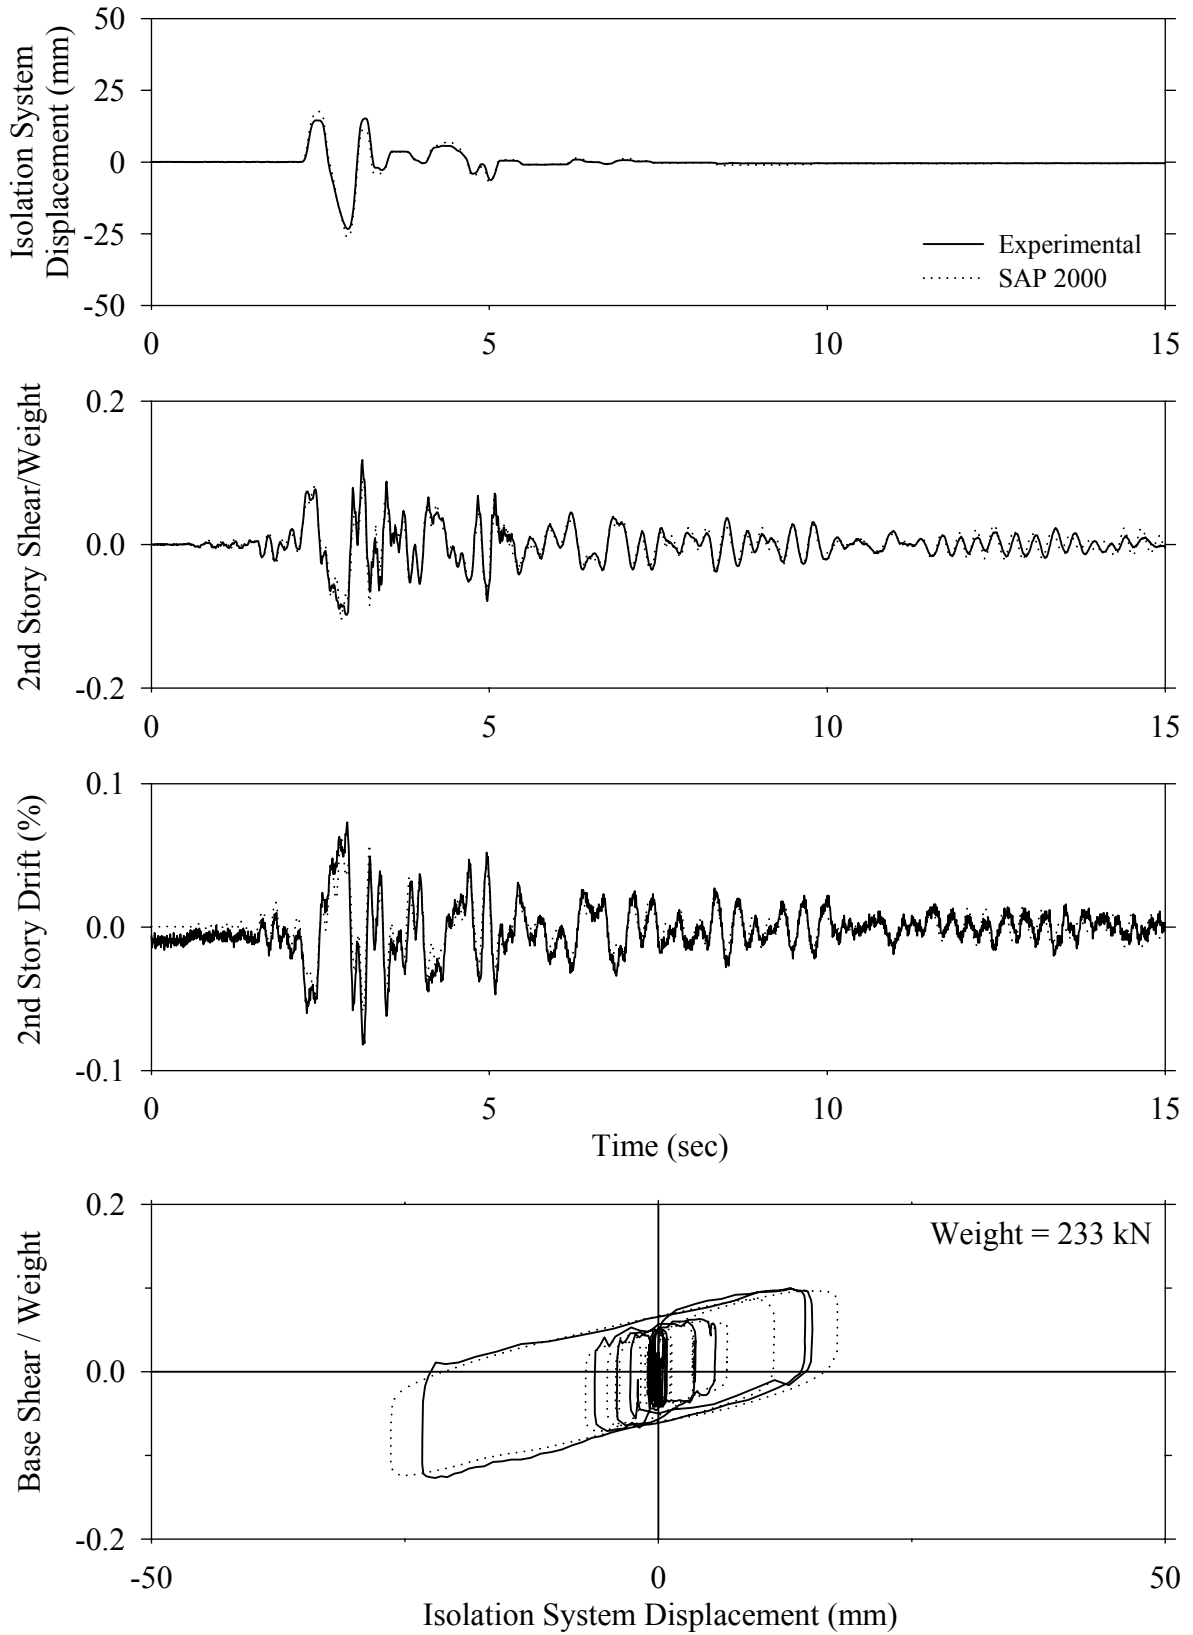 Isolation System
Displacement (mm)
50
25
0
-25
-50
Experimental
SAP 2000
0 5 10 15
2nd Story Shear/Weight
0.2
0.0
-0.2
0 5 10 15
2nd Story Drift (%)
0.1
0.0
-0.1
0 5 10 15
Time (sec)
Base Shear / Weight
0.2
0.0
-0.2
Weight = 233 kN
-50 0 50
Isolation System Displacement (mm)